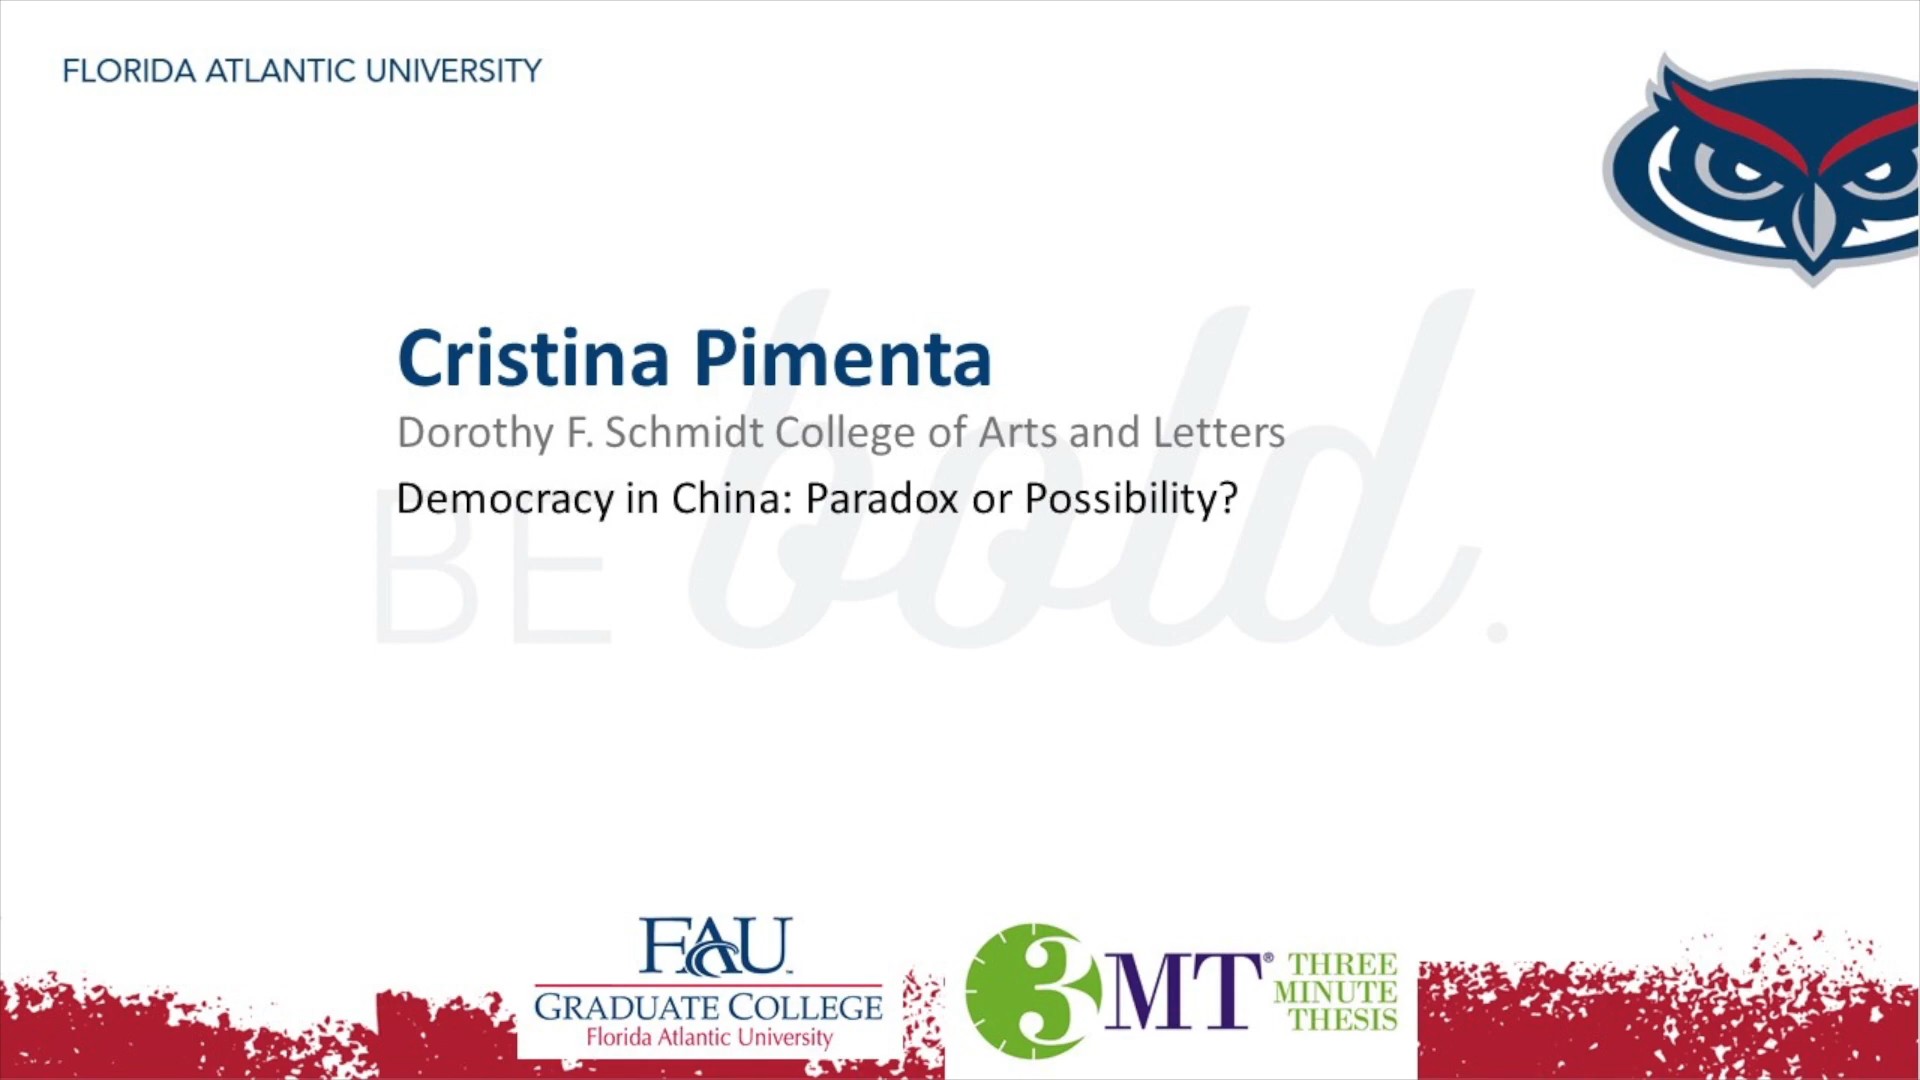 FLORIDA ATLANTIC UNIVERSITY
Cristina Pimenta
Dorothy F. Schmidt College of Arts and Letters
Democracy in China: Paradox or Possibility?
BE bold.
FAU
GRADUATE COLLEGE
Florida Atlantic University
3MT®
THREE
MINUTE
THESIS